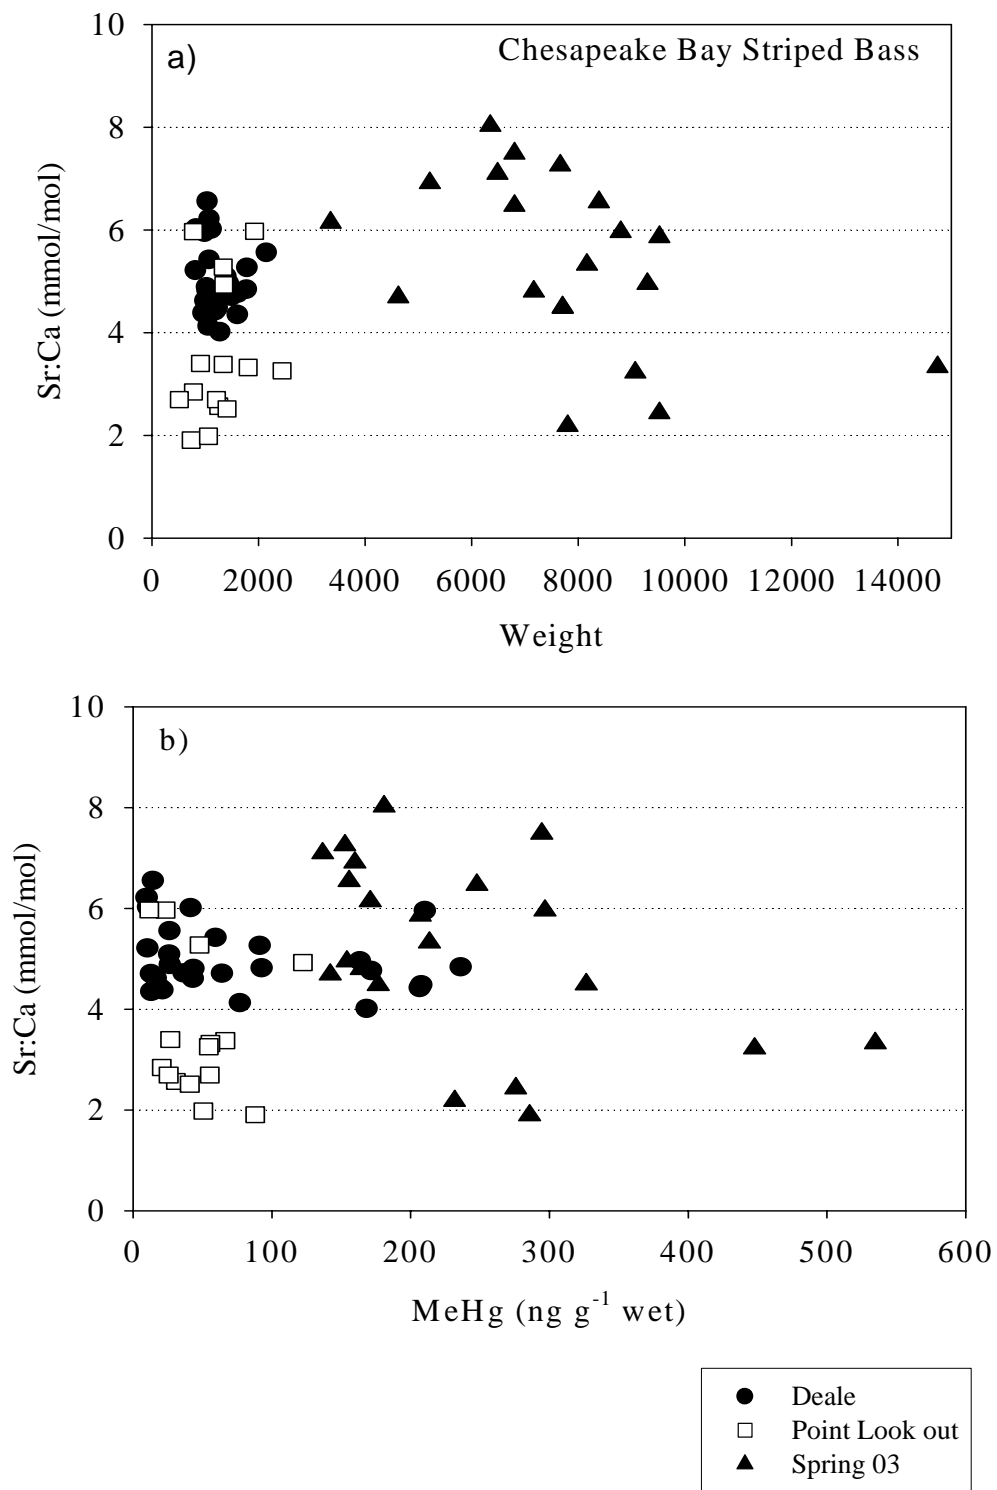 10
a)
Chesapeake Bay Striped Bass
8
6
4
2
0
Sr:Ca (mmol/mol)
0 2000 4000 6000 8000 10000 12000 14000
Weight
10
b)
8
6
4
2
0
Sr:Ca (mmol/mol)
0 100 200 300 400 500 600
MeHg (ng g⁻¹ wet)
Deale
Point Look out
Spring 03